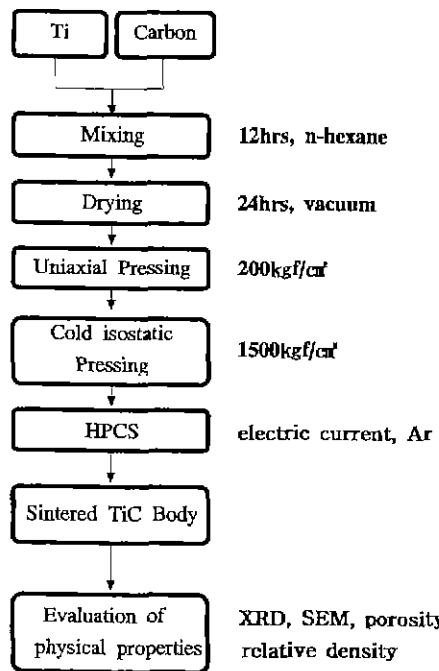 Ti Carbon
Mixing 12hrs, n-hexane
Drying 24hrs, vacuum
Uniaxial Pressing 200kgf/㎠
Cold isostatic
Pressing 1500kgf/㎠
HPCS electric current, Ar
Sintered TiC Body
Evaluation of XRD, SEM, porosity
physical properties relative density